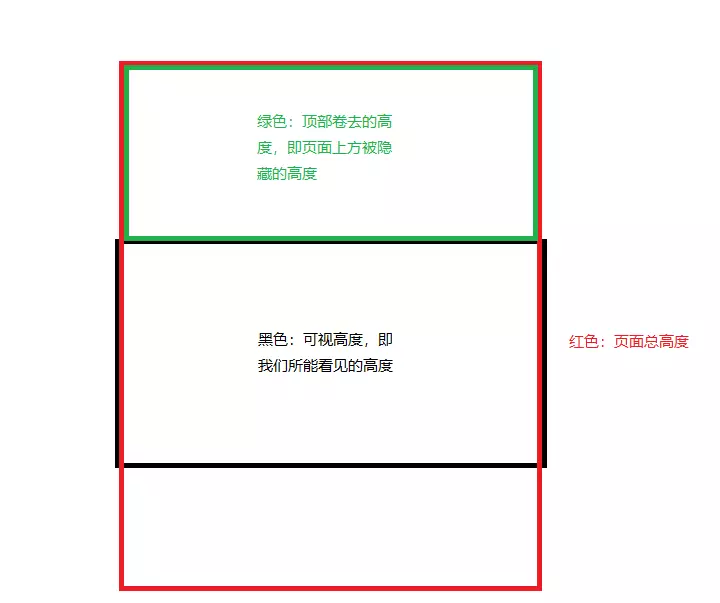 绿色：顶部卷去的高
度，即页面上方被隐
藏的高度
黑色：可视高度，即
我们所能看见的高度
红色：页面总高度